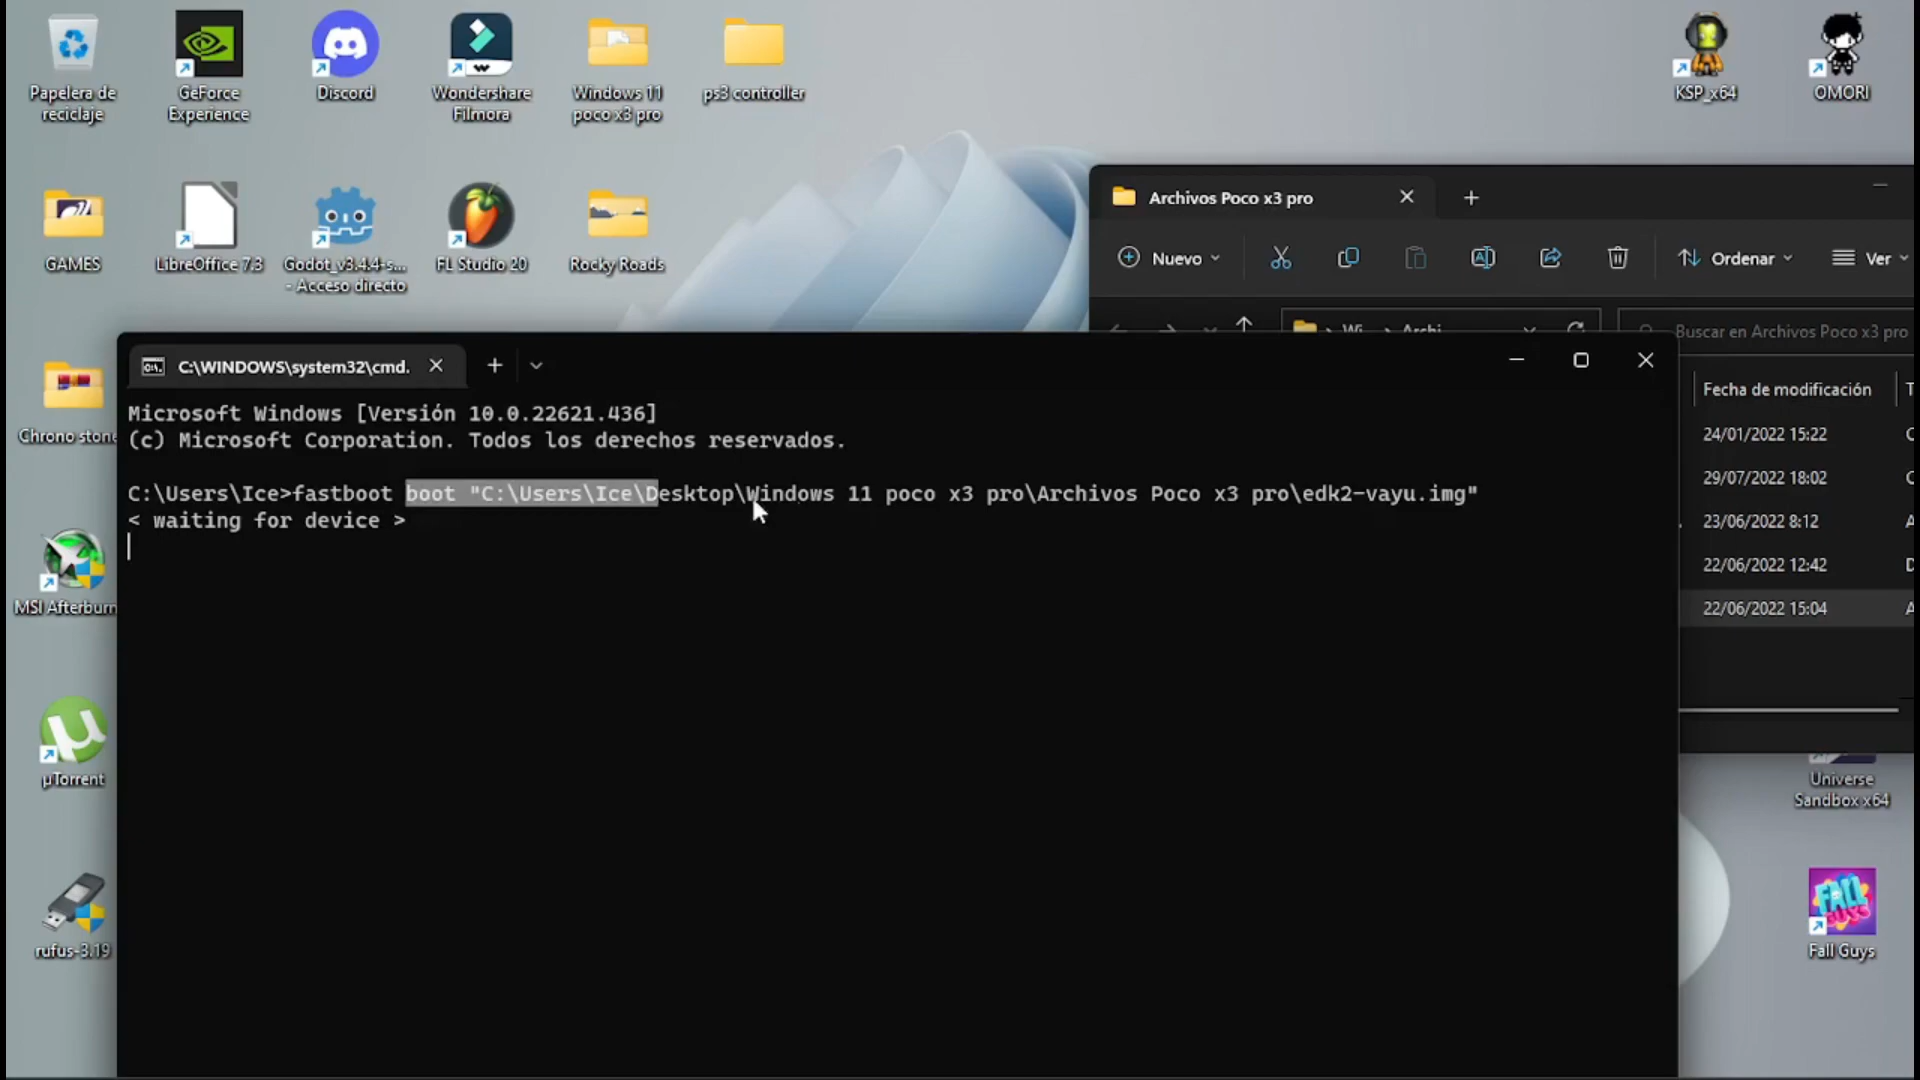 Papelera de
reciclaje
GeForce
Experience
Discord
Wondershare
Filmora
Windows 11
poco x3 pro
ps3 controller
KSP_x64
OMORI
GAMES
LibreOffice 7.3
Godot_v3.4.4-s...
- Acceso directo
FL Studio 20
Rocky Roads
Archivos Poco x3 pro
Nuevo
Ordenar
Ver
Buscar en Archivos Poco x3 pro
Fecha de modificación
24/01/2022 15:22
29/07/2022 18:02
23/06/2022 8:12
22/06/2022 12:42
22/06/2022 15:04
C:\WINDOWS\system32\cmd.
Microsoft Windows [Versión 10.0.22621.436]
(c) Microsoft Corporation. Todos los derechos reservados.
C:\Users\Ice>fastboot boot "C:\Users\Ice\Desktop\Windows 11 poco x3 pro\Archivos Poco x3 pro\edk2-vayu.img"
< waiting for device >
Chrono stone
MSI Afterburn
µTorrent
rufus-3.19
Universe
Sandbox x64
FALL
GUYS
Fall Guys